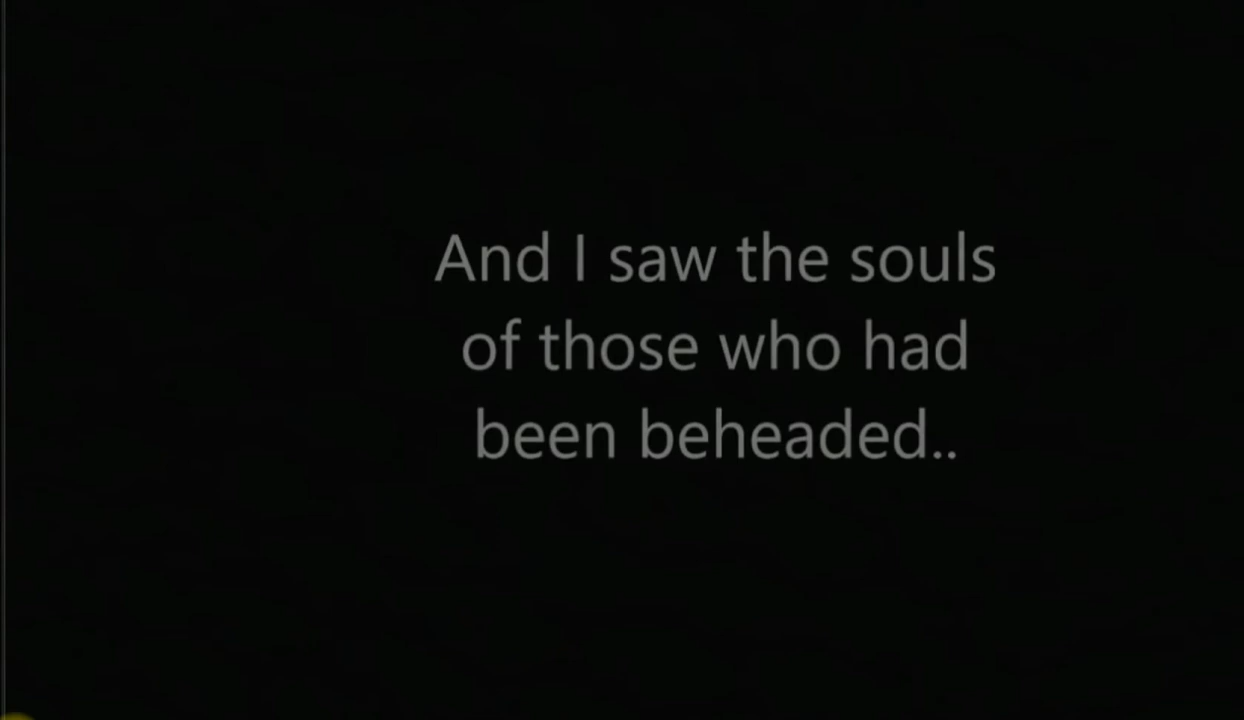 And I saw the souls
of those who had
been beheaded..